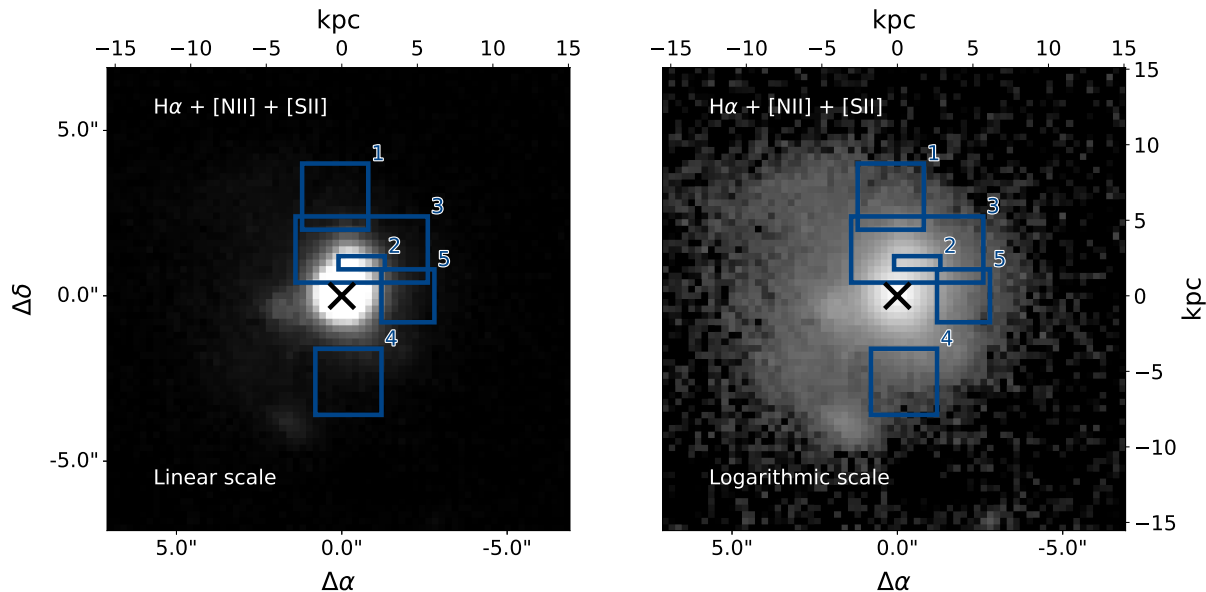 kpc
−15 −10 −5 0 5 10 15
Hα + [NII] + [SII]
1
3
2
5
4
Linear scale
5.0"
0.0"
-5.0"
Δδ
5.0" 0.0" -5.0"
Δα
kpc
−15 −10 −5 0 5 10 15
Hα + [NII] + [SII]
1
3
2
5
4
Logarithmic scale
15
10
5
0
−5
−10
−15
kpc
5.0" 0.0" -5.0"
Δα